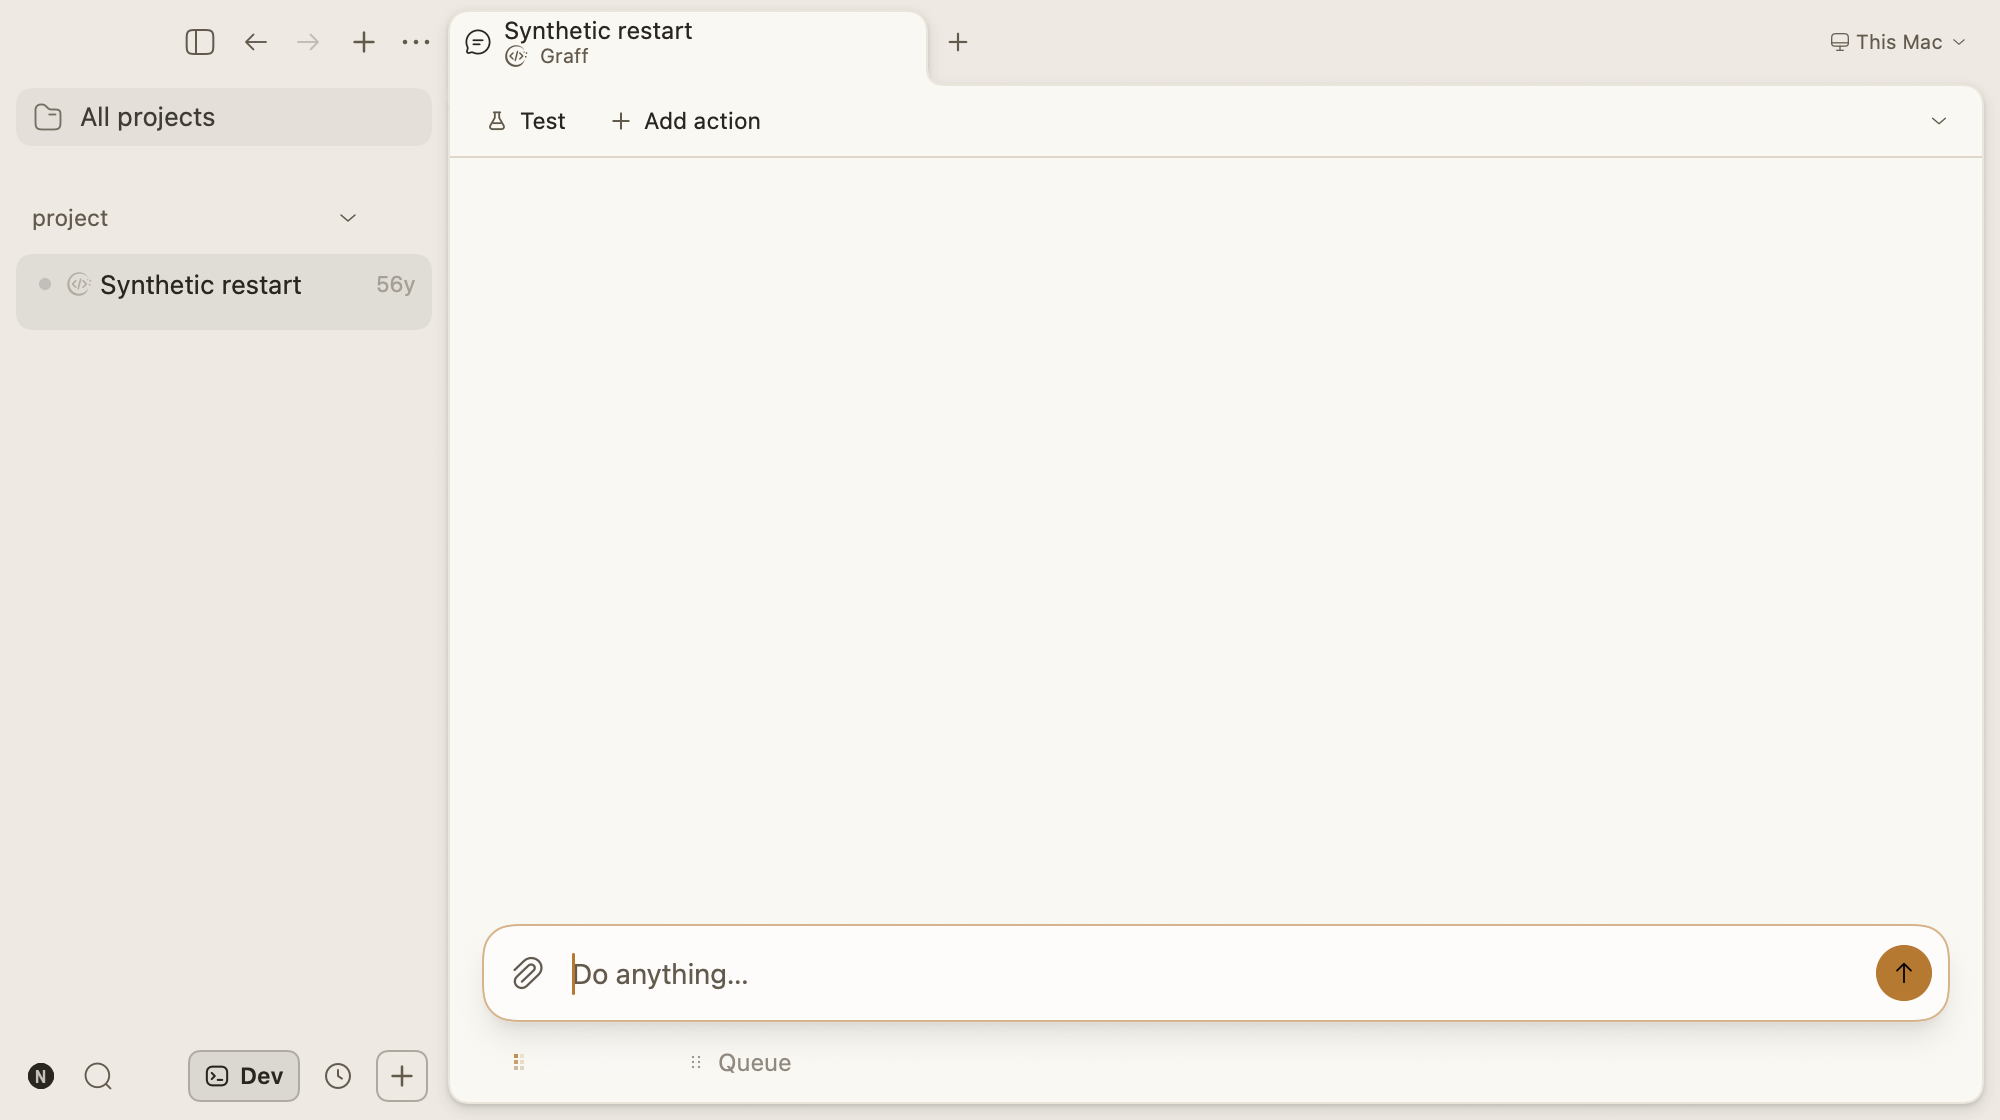 Synthetic restart
Graff
This Mac
All projects
Test
Add action
project
Synthetic restart
56y
Do anything...
Queue
N
Dev